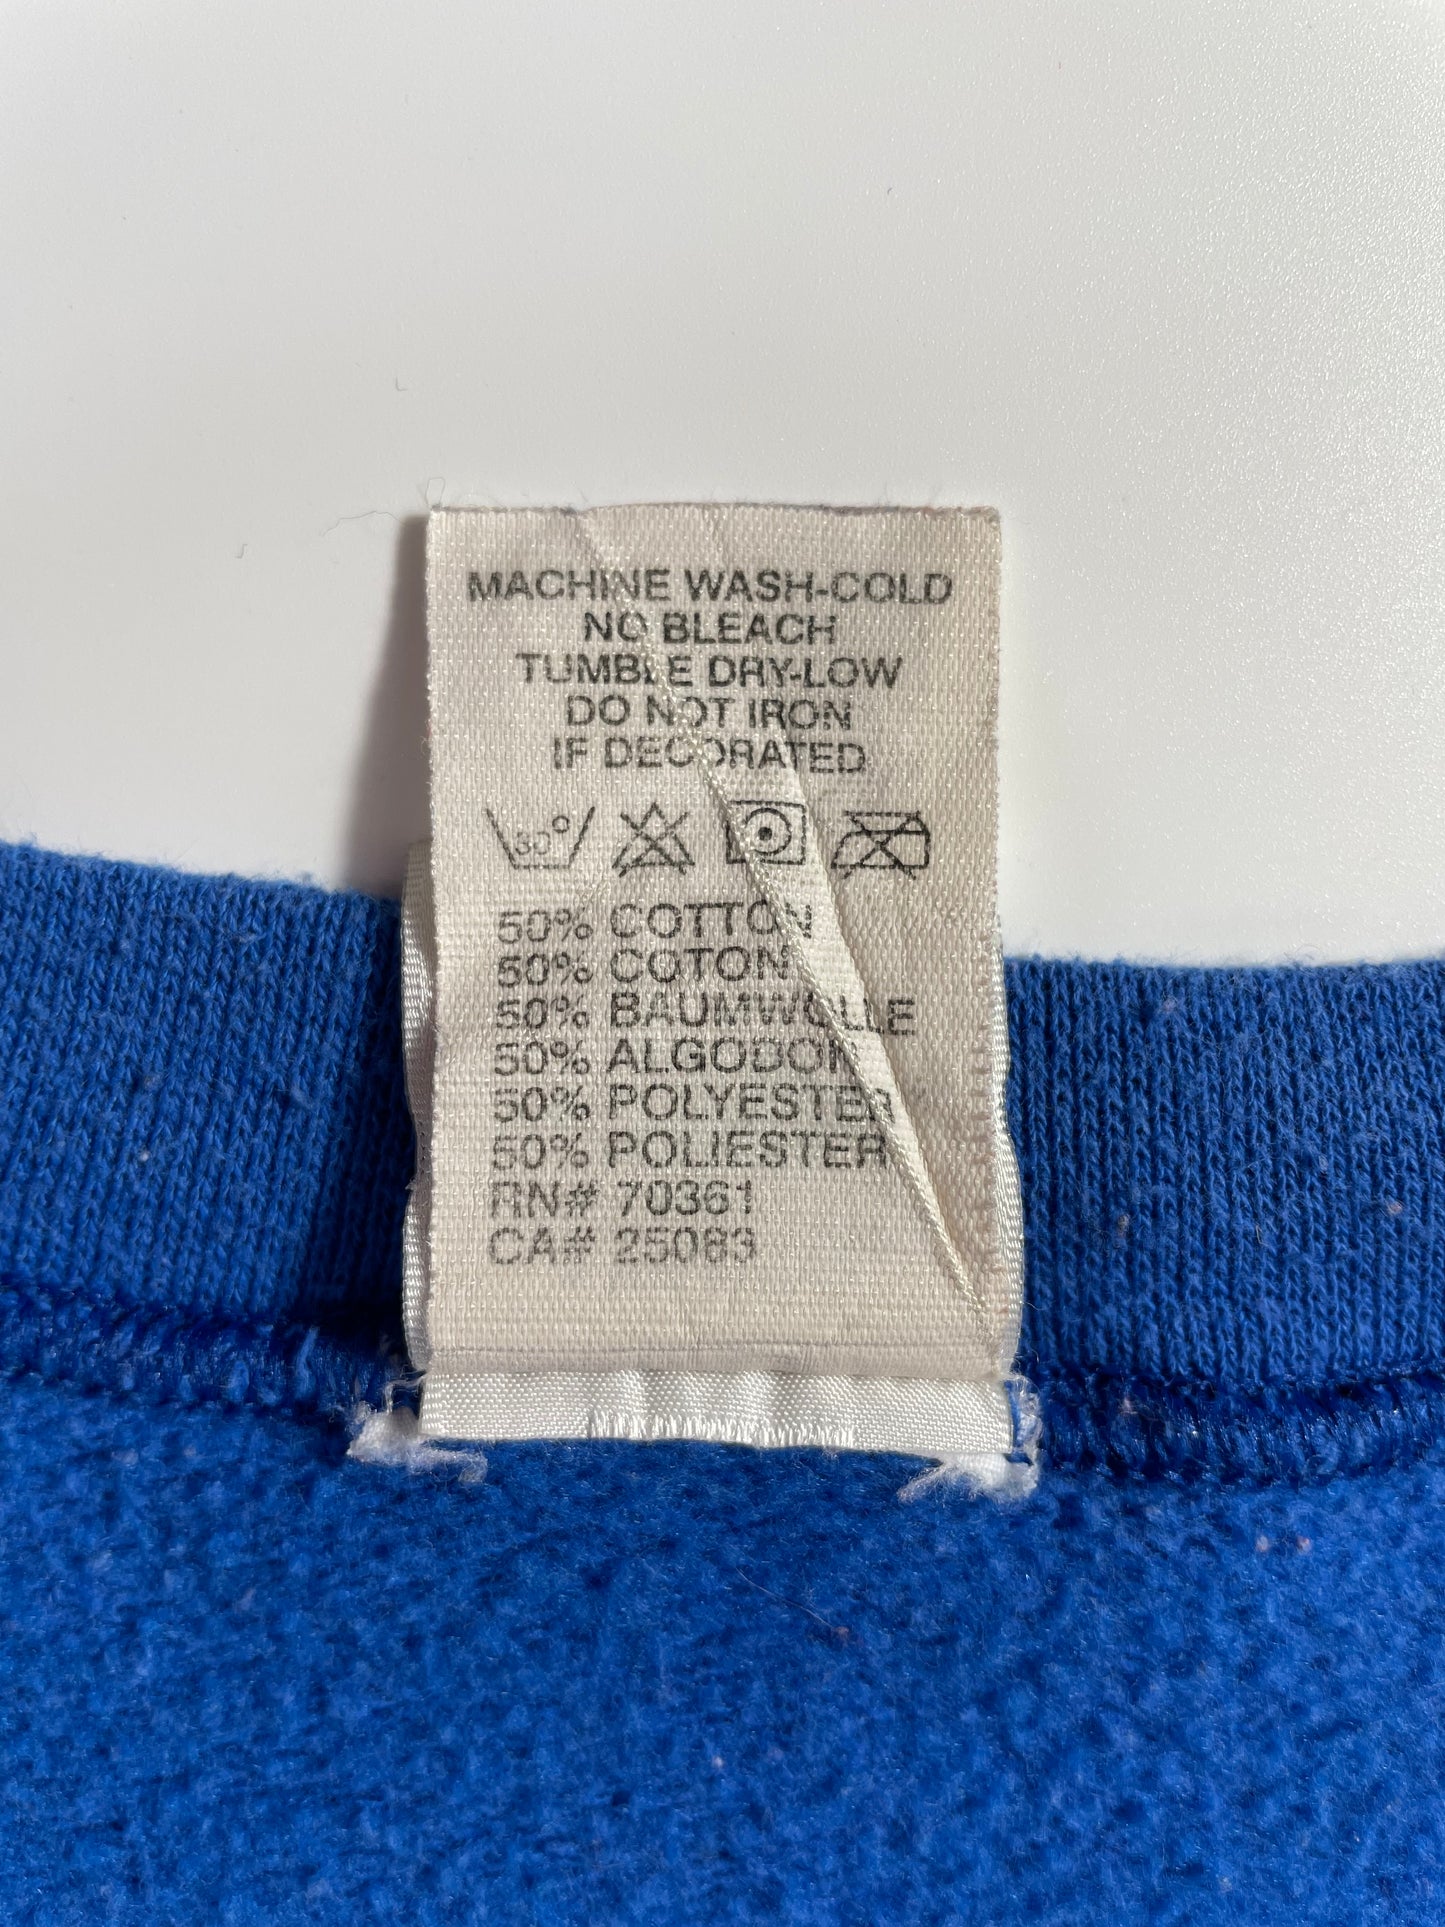 MACHINE WASH-COLD
NO BLEACH
TUMBLE DRY-LOW
DO NOT IRON
IF DECORATED
30°
50% COTTON
50% COTON
50% BAUMWOLLE
50% ALGODON
50% POLYESTER
50% POLIESTER
RN# 70361
CA# 25083